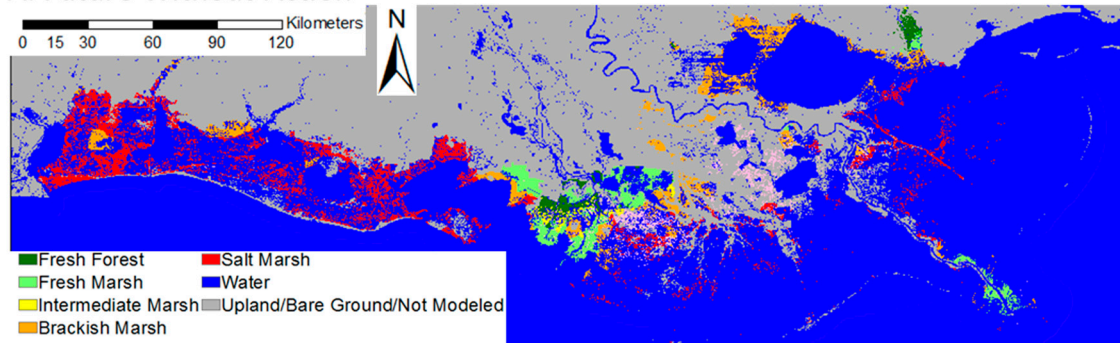 Kilometers
N
0 15 30 60 90 120
Fresh Forest
Salt Marsh
Fresh Marsh
Water
Intermediate Marsh
Upland/Bare Ground/Not Modeled
Brackish Marsh